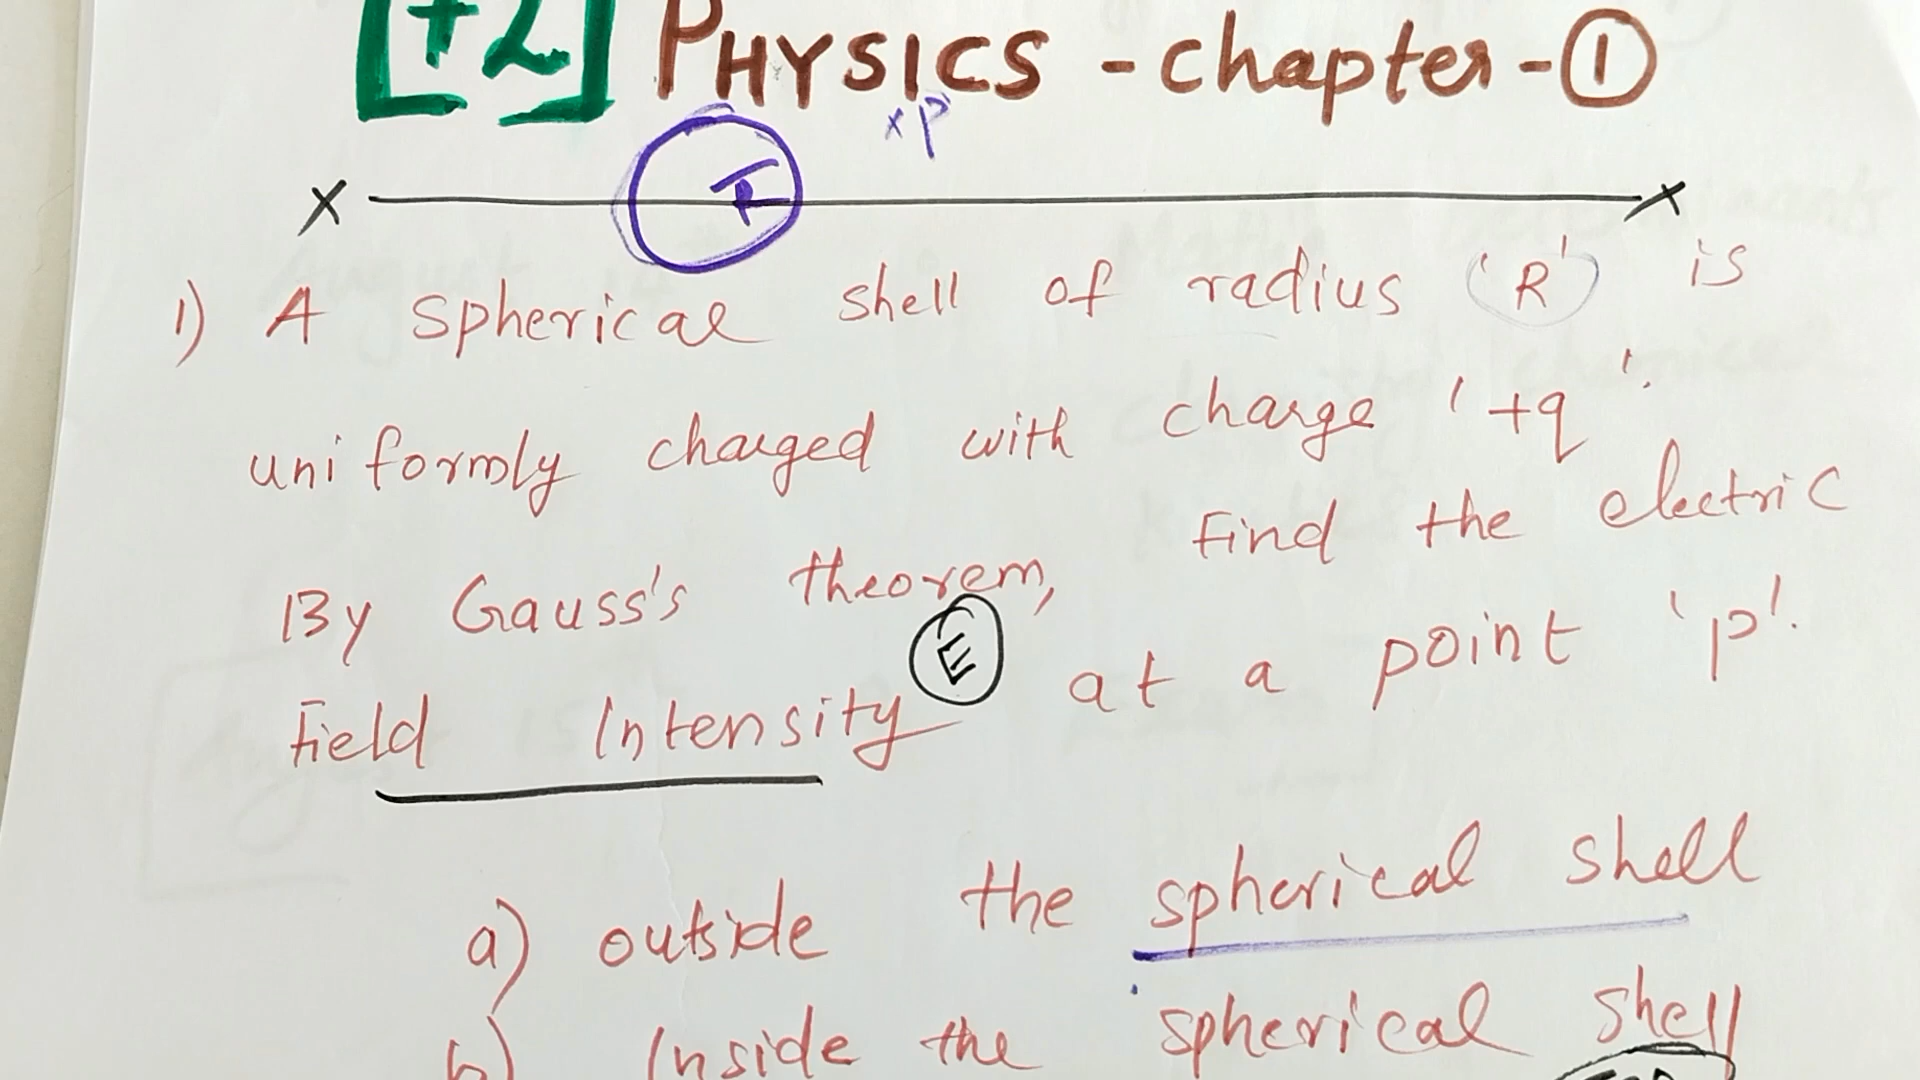 [+2] PHYSICS - chapter - ①
x p
R
1) A spherical shell of radius 'R' is
uniformly charged with charge '+q'.
By Gauss's theorem, Find the electric
Field Intensity E at a point 'p'.
a) outside the spherical shell
b) Inside the spherical shell